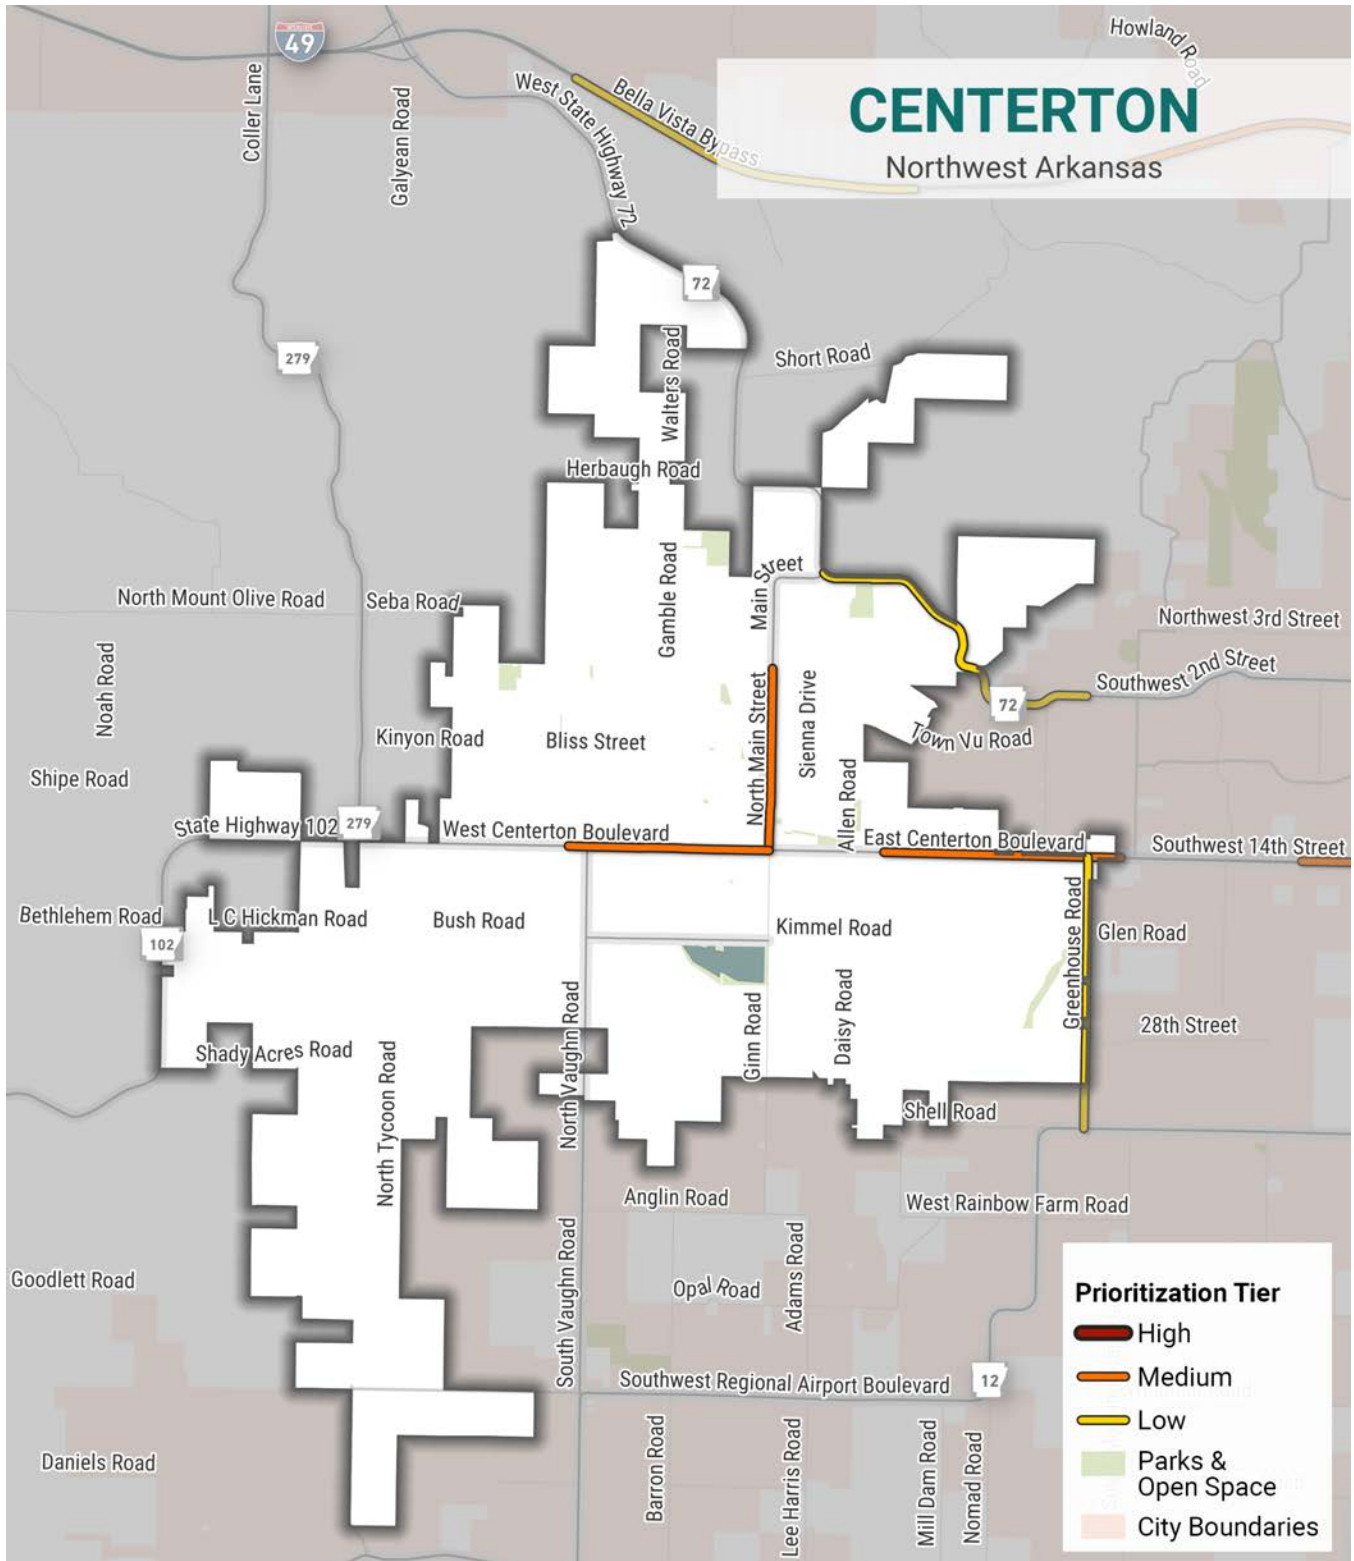 Howland Road
49
CENTERTON
Northwest Arkansas
Coller Lane
Galyean Road
West State Highway 72
Bella Vista Bypass
72
279
Short Road
Walters Road
Herbaugh Road
Gamble Road
Main Street
North Mount Olive Road
Seba Road
Northwest 3rd Street
Southwest 2nd Street
Noah Road
72
Town Vu Road
North Main Street
Sienna Drive
Kinyon Road
Bliss Street
Shipe Road
State Highway 102
279
West Centerton Boulevard
Allen Road
East Centerton Boulevard
Southwest 14th Street
Bethlehem Road
L C Hickman Road
Bush Road
Kimmel Road
Greenhouse Road
Glen Road
102
North Vaughn Road
Ginn Road
Daisy Road
28th Street
Shady Acres Road
North Tycoon Road
Shell Road
Anglin Road
West Rainbow Farm Road
South Vaughn Road
Adams Road
Goodlett Road
Opal Road
Southwest Regional Airport Boulevard
12
Daniels Road
Barron Road
Lee Harris Road
Mill Dam Road
Nomad Road
Prioritization Tier
High
Medium
Low
Parks &
Open Space
City Boundaries